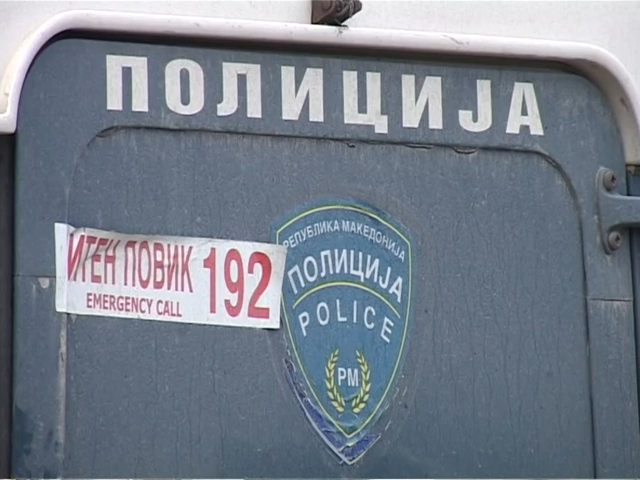 ПОЛИЦИЈА
ИТЕН ПОВИК 192
EMERGENCY CALL
РЕПУБЛИКА МАКЕДОНИЈА
ПОЛИЦИЈА
POLICE
РМ